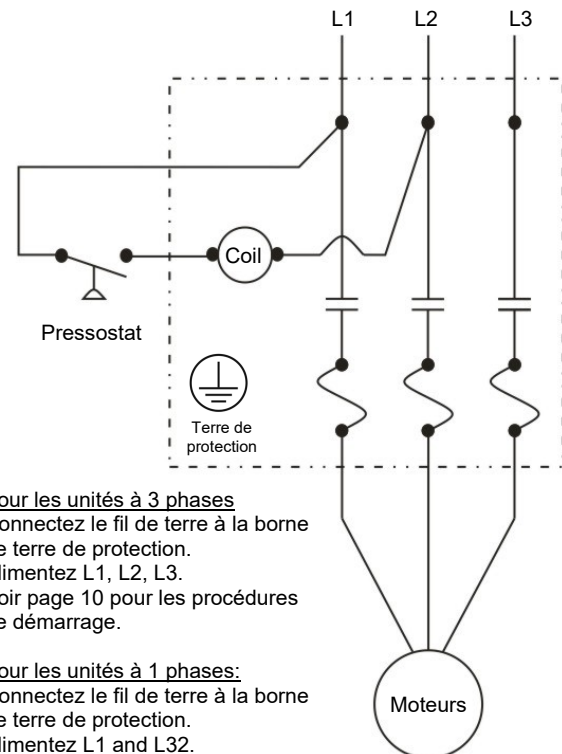 L1 L2 L3
Coil
Pressostat
Terre de
protection
our les unités à 3 phases
onnectez le fil de terre à la borne
e terre de protection.
limentez L1, L2, L3.
oir page 10 pour les procédures
e démarrage.
our les unités à 1 phases:
onnectez le fil de terre à la borne
e terre de protection.
limentez L1 and L32.
Moteurs